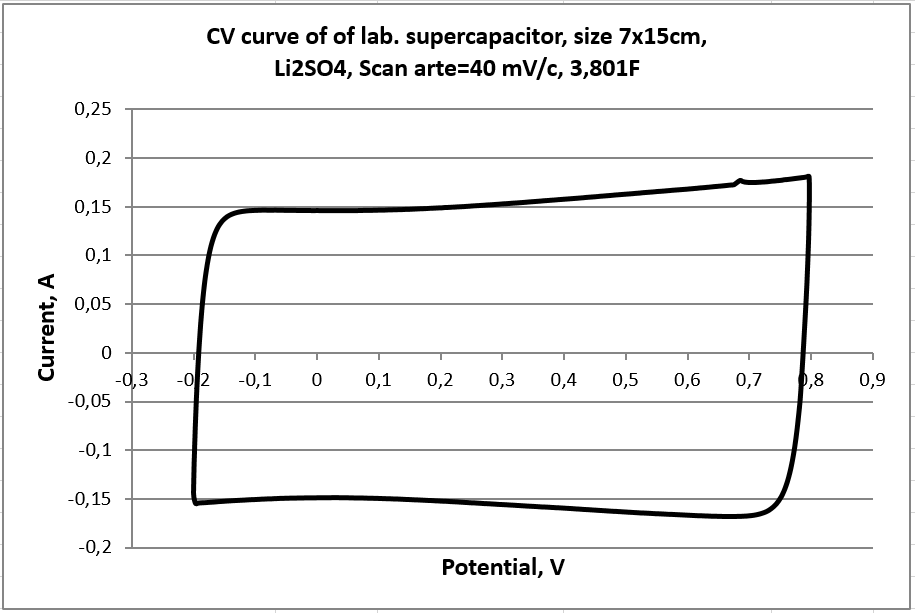 CV curve of of lab. supercapacitor, size 7x15cm,
Li2SO4, Scan arte=40 mV/c, 3,801F
0,25
0,2
0,15
0,1
0,05
0
-0,05
-0,1
-0,15
-0,2
-0,3 -0,2 -0,1 0 0,1 0,2 0,3 0,4 0,5 0,6 0,7 0,8 0,9
Current, A
Potential, V